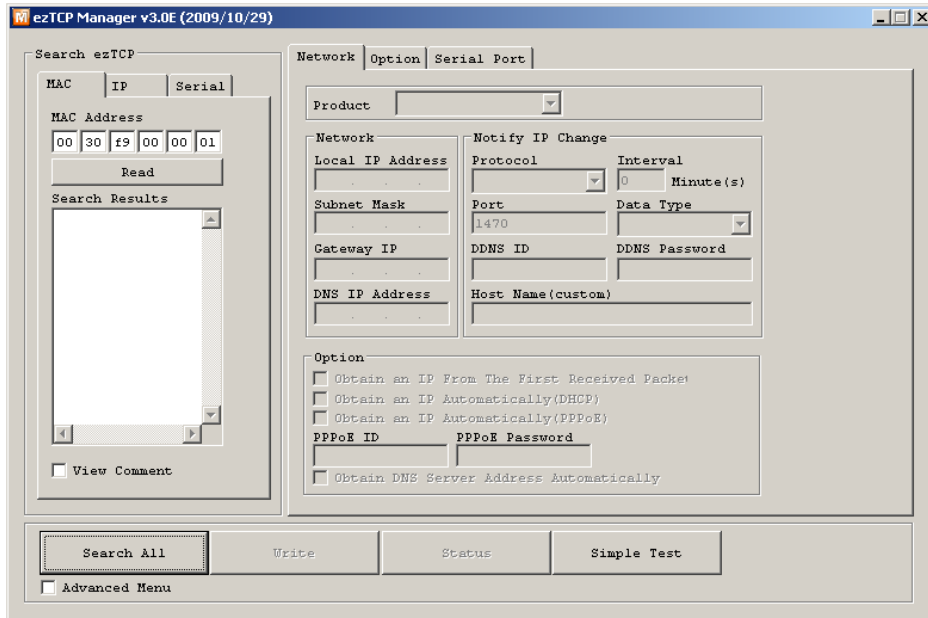 ezTCP Manager v3.0E (2009/10/29)
Search ezTCP
MAC IP Serial
MAC Address
00 30 f9 00 00 01
Read
Search Results
View Comment
Network Option Serial Port
Product
Network
Local IP Address
Subnet Mask
Gateway IP
DNS IP Address
Notify IP Change
Protocol Interval
0 Minute(s)
Port Data Type
1470
DDNS ID DDNS Password
Host Name(custom)
Option
Obtain an IP From The First Received Packet
Obtain an IP Automatically(DHCP)
Obtain an IP Automatically(PPPoE)
PPPoE ID PPPoE Password
Obtain DNS Server Address Automatically
Search All Write Status Simple Test
Advanced Menu